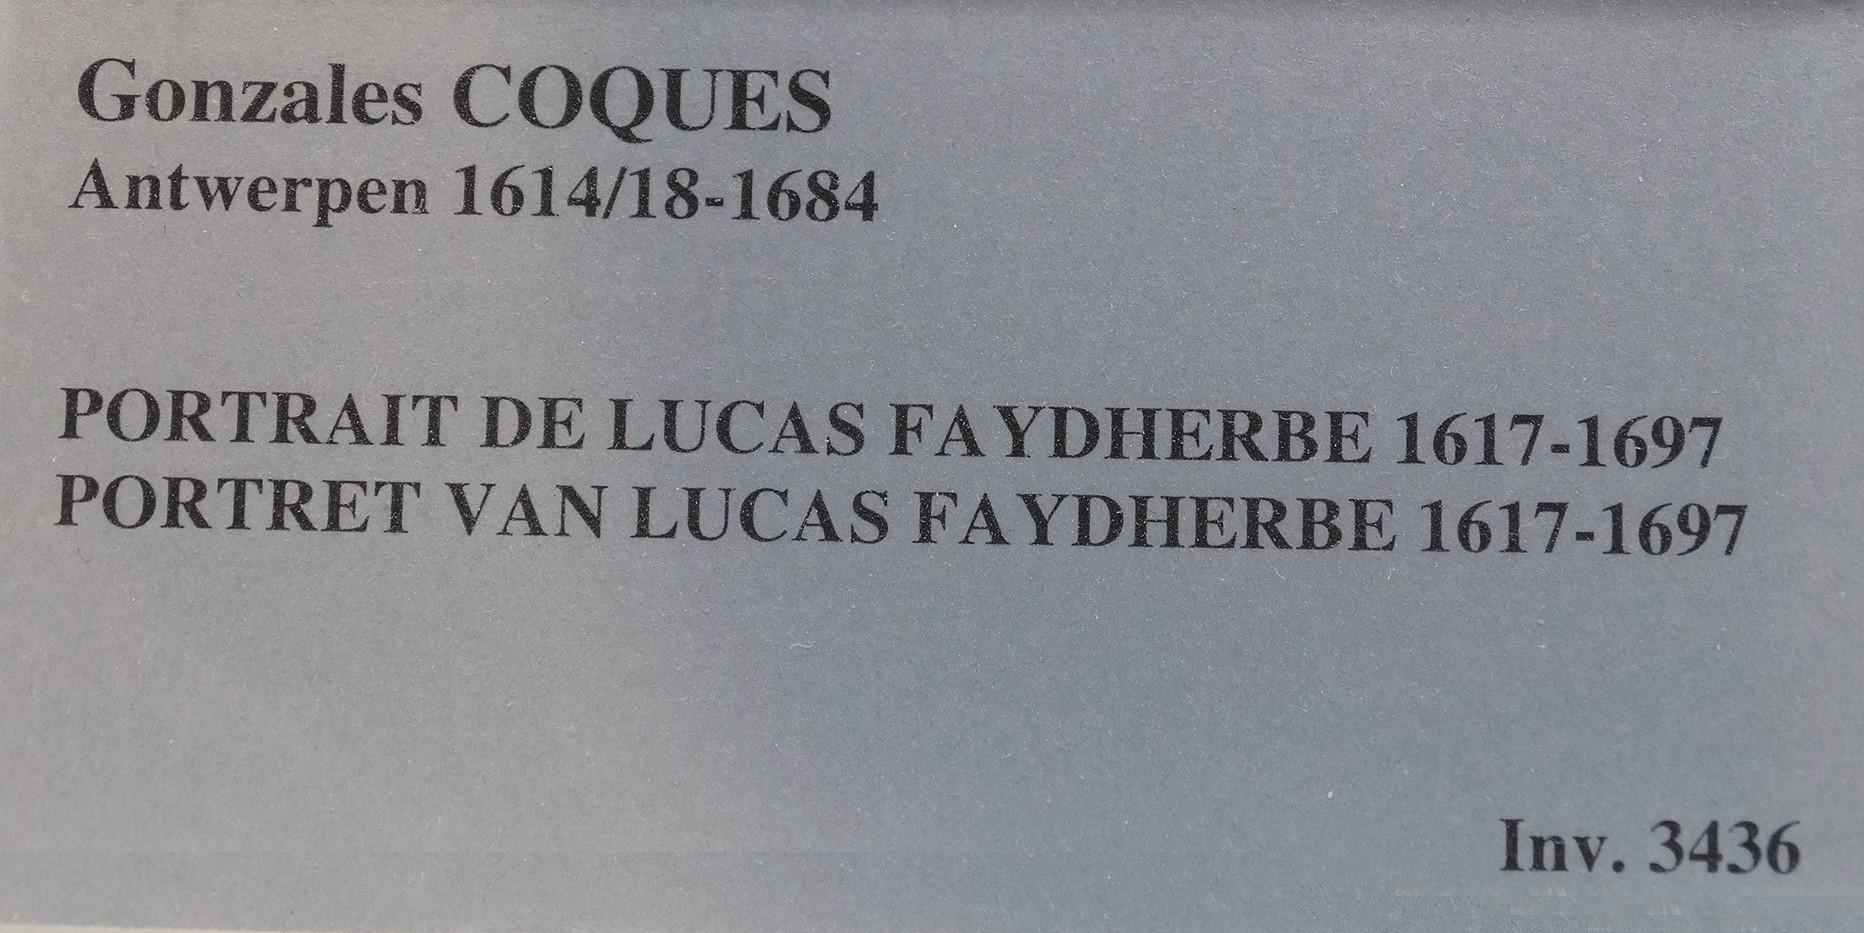 Gonzales COQUES
Antwerpen 1614/18-1684
PORTRAIT DE LUCAS FAYDHERBE 1617-1697
PORTRET VAN LUCAS FAYDHERBE 1617-1697
Inv. 3436